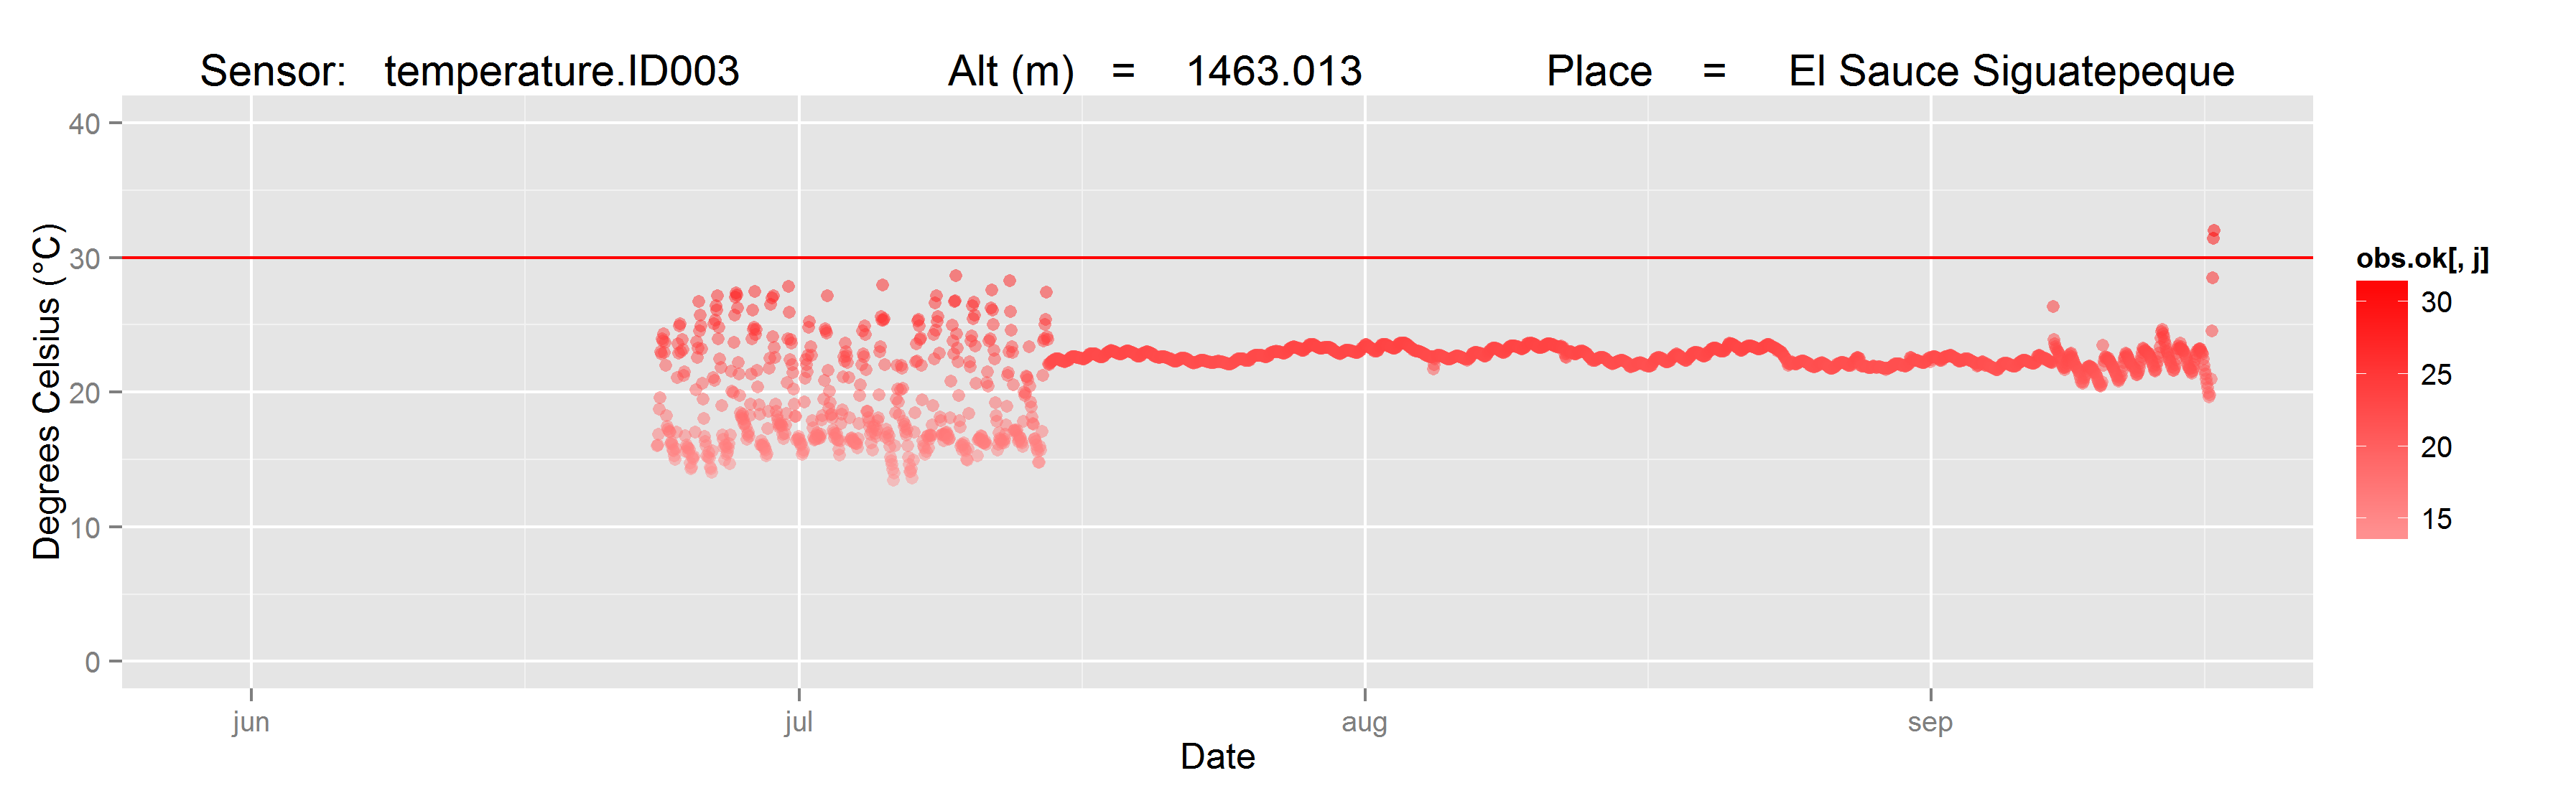 Sensor: temperature.ID003 Alt (m) = 1463.013 Place = El Sauce Siguatepeque
Degrees Celsius (°C)
40
30
20
10
0
jun jul aug sep
Date
obs.ok[, j]
30
25
20
15